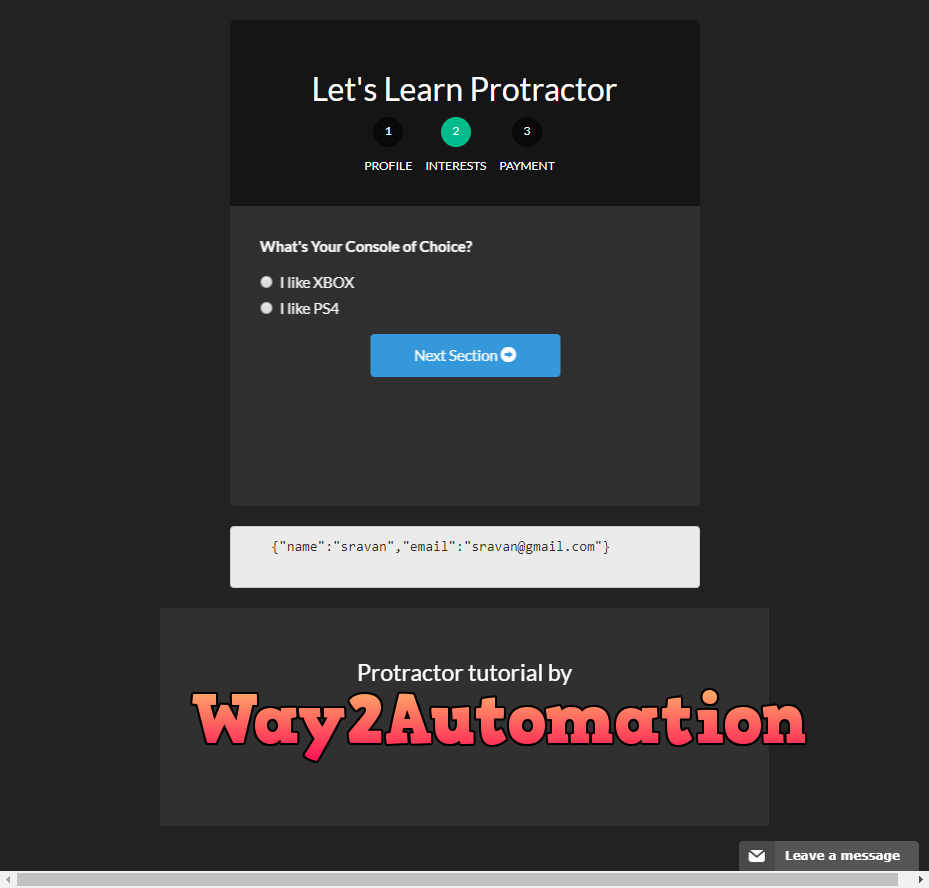 Let's Learn Protractor
1 2 3
PROFILE INTERESTS PAYMENT
What's Your Console of Choice?
I like XBOX
I like PS4
Next Section
{"name":"sravan","email":"sravan@gmail.com"}
Protractor tutorial by
Way2Automation
Leave a message